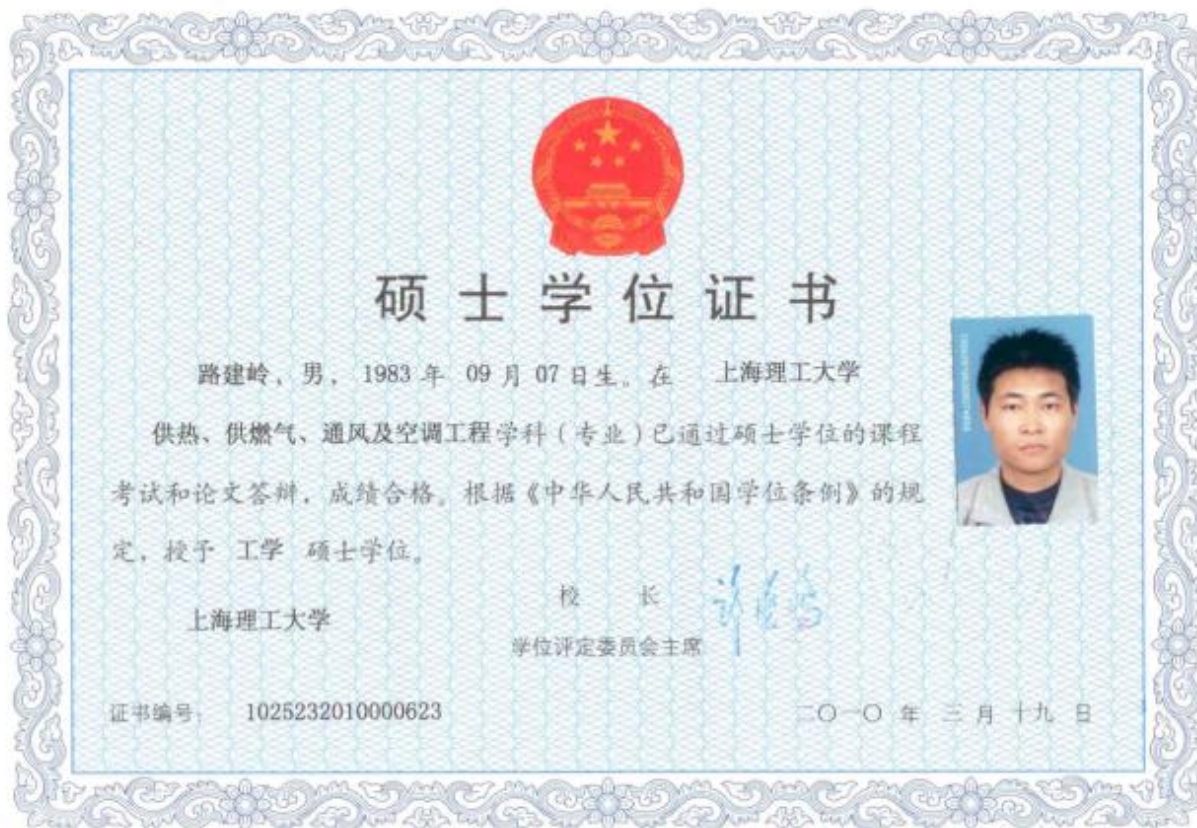 硕士学位证书
路建岭，男，1983 年 09 月 07 日生。在 上海理工大学
供热、供燃气、通风及空调工程学科（专业）已通过硕士学位的课程
考试和论文答辩，成绩合格。根据《中华人民共和国学位条例》的规
定，授予 工学 硕士学位。
校 长
上海理工大学
学位评定委员会主席
证书编号： 1025232010000623
二〇一〇 年 三 月 十九 日